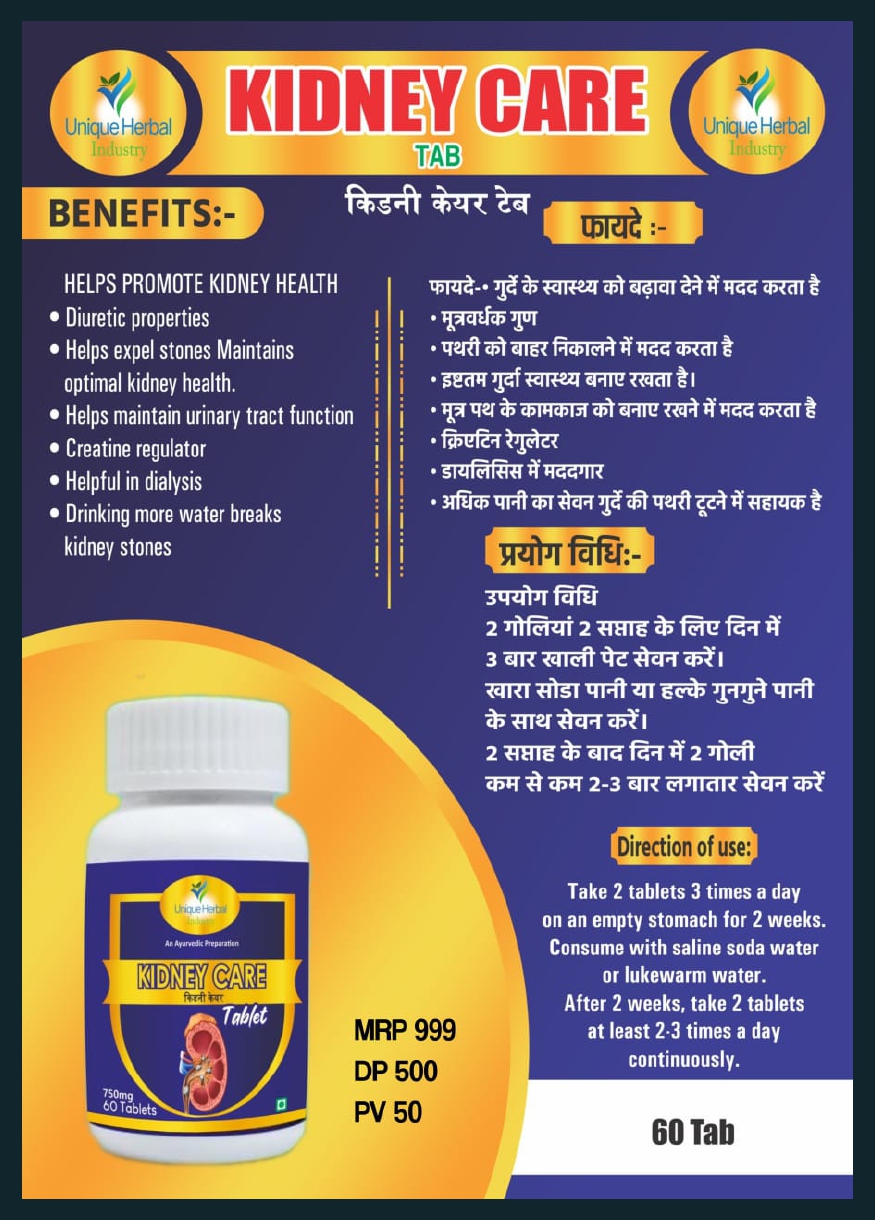 Unique Herbal
Industry
KIDNEY CARE
TAB
Unique Herbal
Industry
किडनी केयर टेब
BENEFITS:-
HELPS PROMOTE KIDNEY HEALTH
• Diuretic properties
• Helps expel stones Maintains
optimal kidney health.
• Helps maintain urinary tract function
• Creatine regulator
• Helpful in dialysis
• Drinking more water breaks
kidney stones
फायदे :-
फायदे-• गुर्दे के स्वास्थ्य को बढ़ावा देने में मदद करता है
• मूत्रवर्धक गुण
• पथरी को बाहर निकालने में मदद करता है
• इष्टतम गुर्दा स्वास्थ्य बनाए रखता है।
• मूत्र पथ के कामकाज को बनाए रखने में मदद करता है
• क्रिएटिन रेगुलेटर
• डायलिसिस में मददगार
• अधिक पानी का सेवन गुर्दे की पथरी टूटने में सहायक है
प्रयोग विधि:-
उपयोग विधि
2 गोलियां 2 सप्ताह के लिए दिन में
3 बार खाली पेट सेवन करें।
खारा सोडा पानी या हल्के गुनगुने पानी
के साथ सेवन करें।
2 सप्ताह के बाद दिन में 2 गोली
कम से कम 2-3 बार लगातार सेवन करें
Direction of use:
Take 2 tablets 3 times a day
on an empty stomach for 2 weeks.
Consume with saline soda water
or lukewarm water.
After 2 weeks, take 2 tablets
at least 2-3 times a day
continuously.
Unique Herbal
Industry
An Ayurvedic Preparation
KIDNEY CARE
किडनी केयर
Tablet
750mg
60 Tablets
MRP 999
DP 500
PV 50
60 Tab